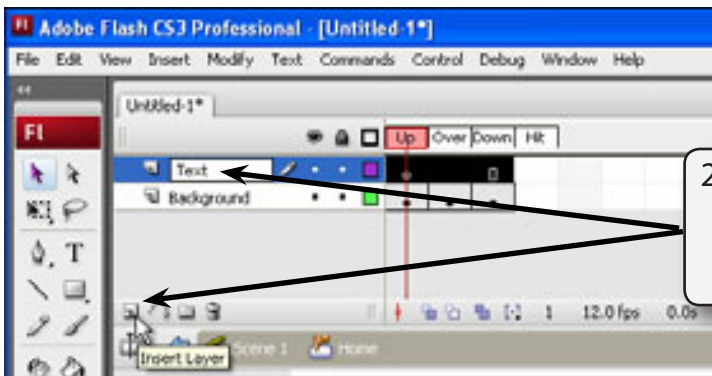 Fl Adobe Flash CS3 Professional - [Untitled-1*]
File Edit View Insert Modify Text Commands Control Debug Window Help
Untitled-1*
Fl
Up Over Down Hit
Text
Background
2
T
1 12.0 fps 0.0s
Scene 1 Home
Insert Layer